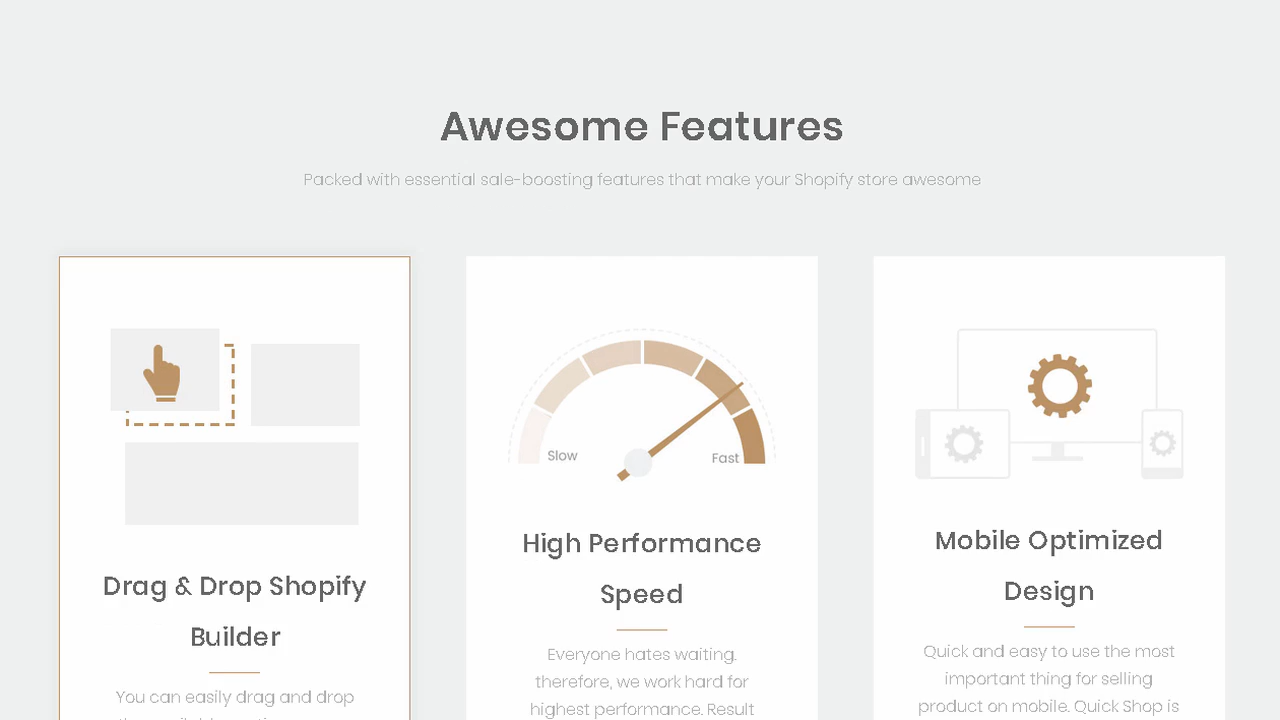 Awesome Features
Packed with essential sale-boosting features that make your Shopify store awesome
Drag & Drop Shopify
Builder
You can easily drag and drop
Slow
Fast
High Performance
Speed
Everyone hates waiting.
therefore, we work hard for
highest performance. Result
Mobile Optimized
Design
Quick and easy to use the most
important thing for selling
product on mobile. Quick Shop is